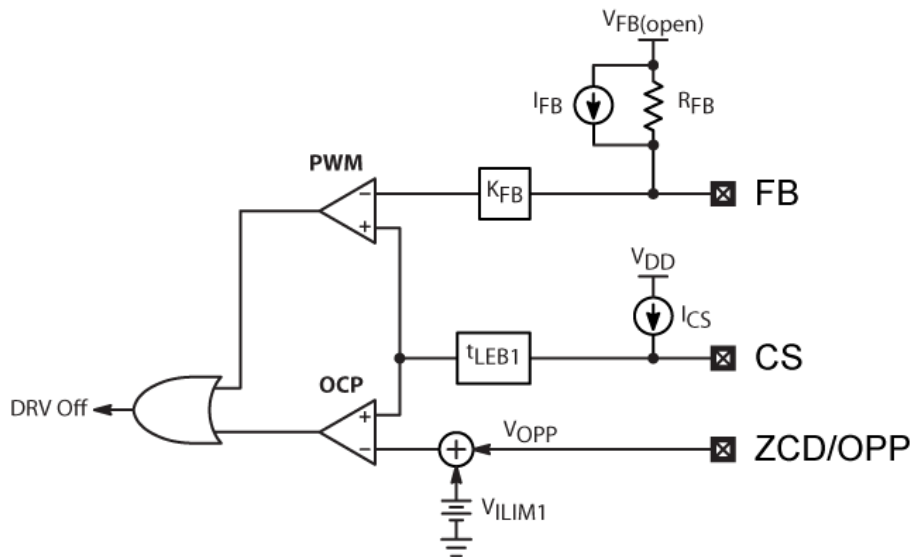 VFB(open)
IFB
RFB
PWM
−
+
KFB
FB
VDD
ICS
tLEB1
CS
OCP
+
−
DRV Off
VOPP
+
ZCD/OPP
VILIM1